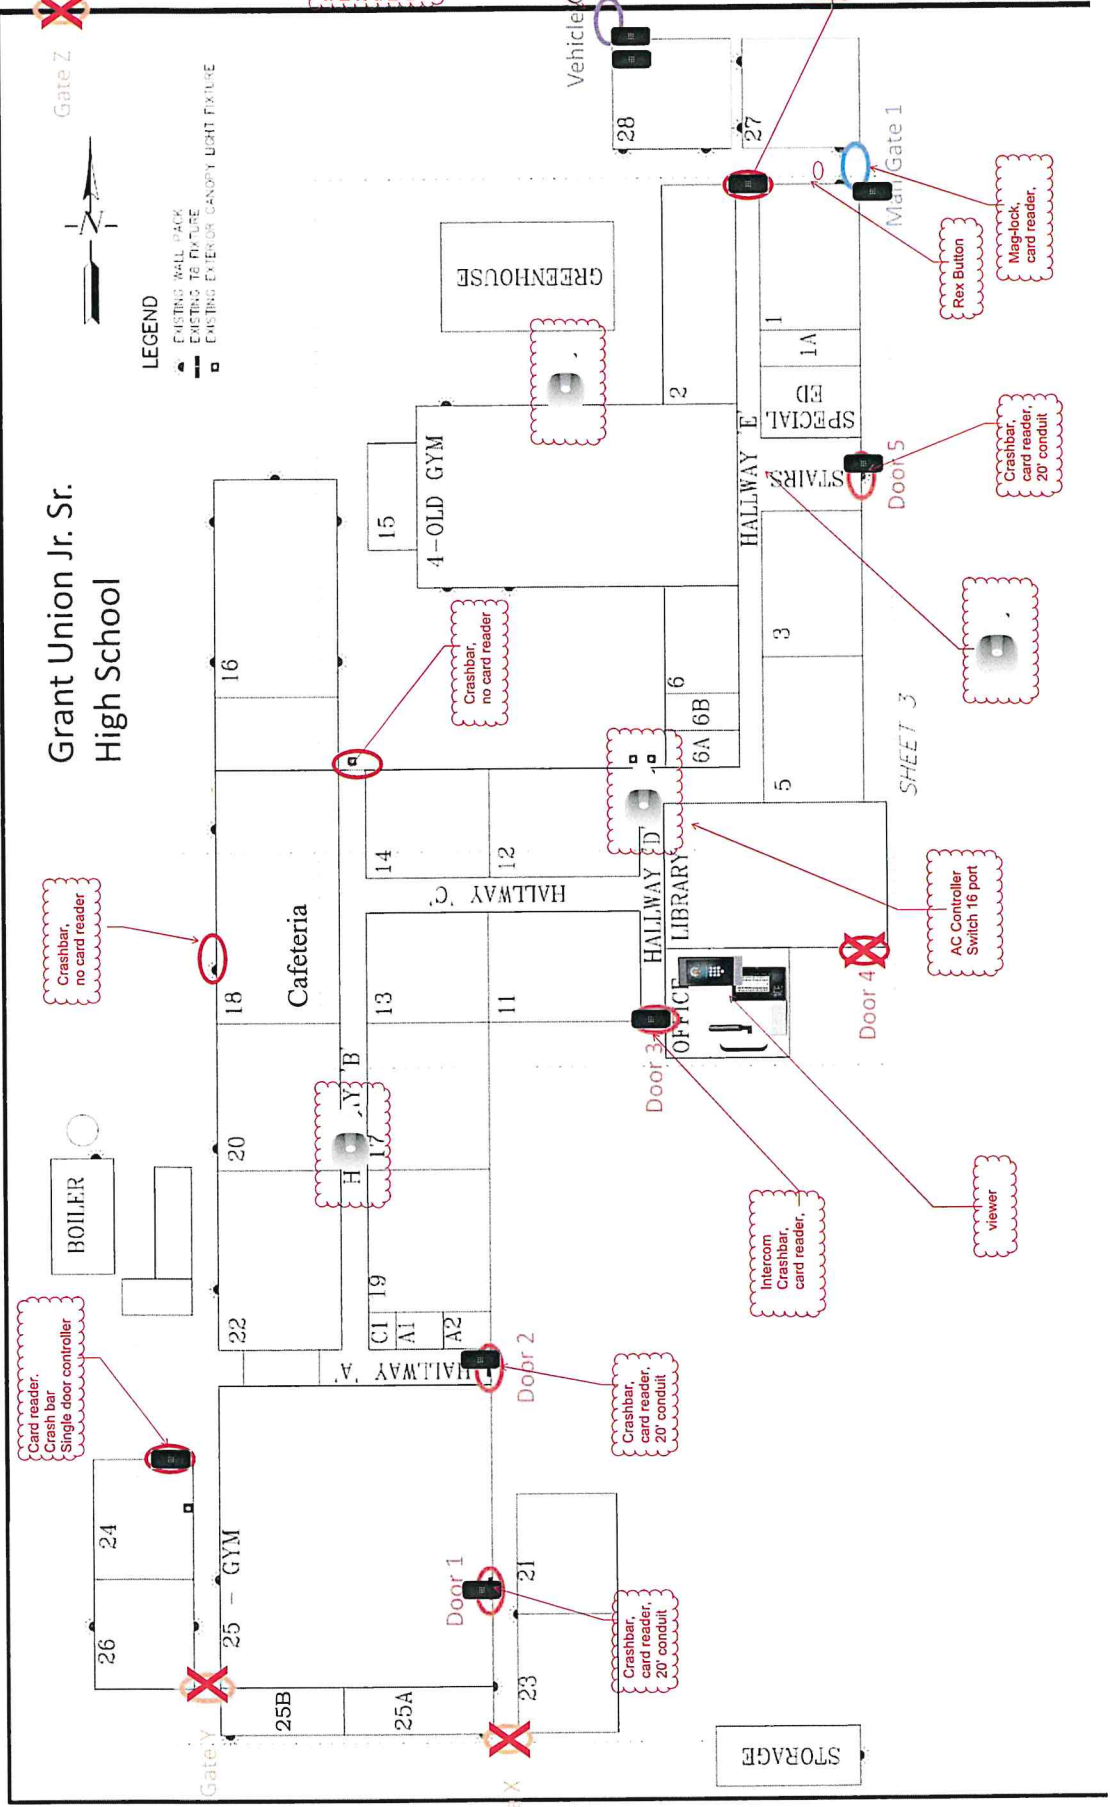 Grant Union Jr. Sr.
High School
Gate Z
LEGEND
EXISTING WALL PACK
EXISTING T8 FIXTURE
EXISTING EXTERIOR CANOPY LIGHT FIXTURE
N
Vehicle
28
27
Main Gate 1
Mag-lock,
card reader,
Rex Button
GREENHOUSE
1
1A
SPECIAL
ED
2
HALLWAY 'E'
STAIRS
Door 5
Crashbar,
card reader,
20' conduit
4-OLD GYM
15
16
3
5
6
6B
6A
SHEET 3
Crashbar,
no card reader
Crashbar,
no card reader
14
12
HALLWAY 'C'
HALLWAY 'D'
LIBRARY
AC Controller
Switch 16 port
Cafeteria
18
13
11
OFFICE
Door 3
Door 4
viewer
Intercom
Crashbar,
card reader,
BOILER
20
H
Y 'B'
17
22
19
C1
A1
A2
HALLWAY 'A'
Door 2
Crashbar,
card reader,
20' conduit
Card reader.
Crash bar
Single door controller
24
26
25 - GYM
25B
25A
Door 1
21
23
Crashbar,
card reader,
20' conduit
Gate Y
X
STORAGE